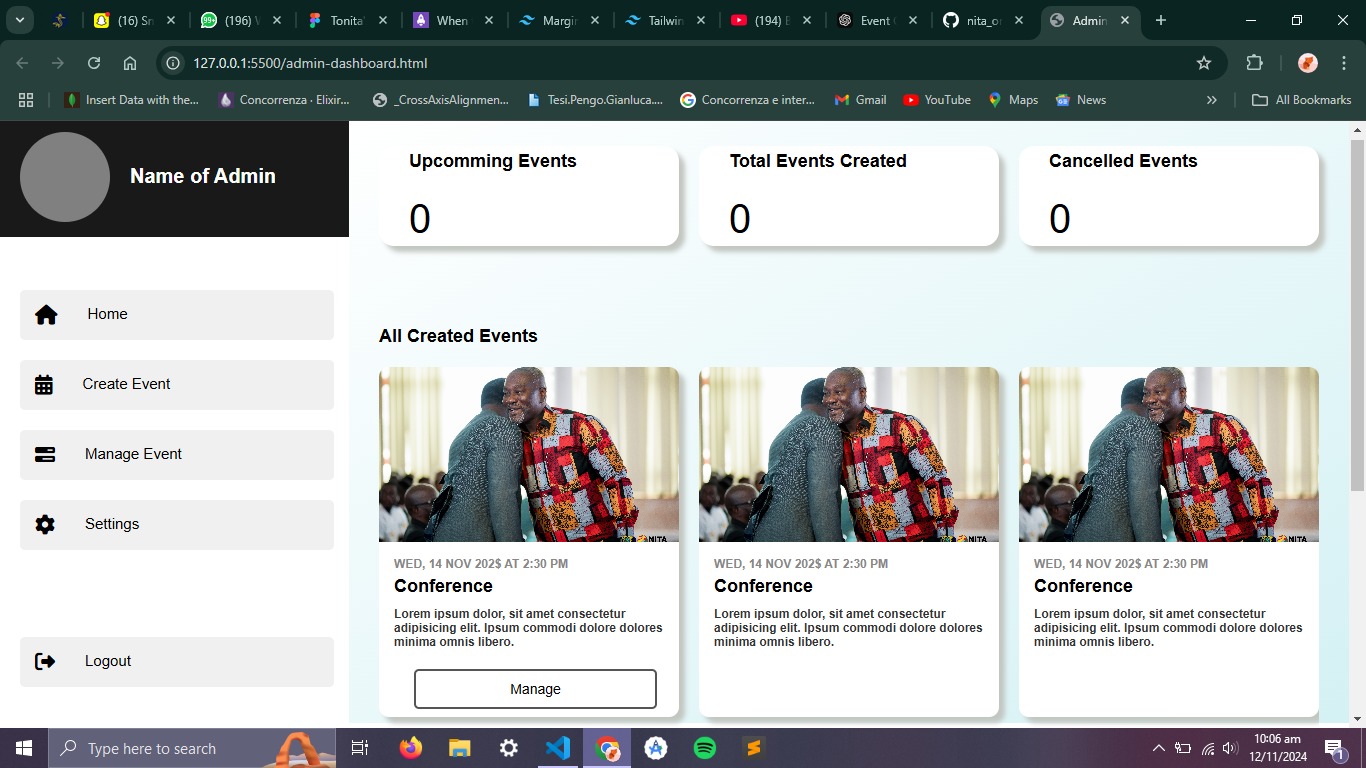 (16) Sn
(196) W
Tonita'
When
Margin
Tailwin
(194) B
Event
nita_or
Admin
127.0.0.1:5500/admin-dashboard.html
Insert Data with the...
Concorrenza · Elixir...
_CrossAxisAlignmen...
Tesi.Pengo.Gianluca....
Concorrenza e inter...
Gmail
YouTube
Maps
News
All Bookmarks
Name of Admin
Home
Create Event
Manage Event
Settings
Logout
Upcomming Events
0
Total Events Created
0
Cancelled Events
0
All Created Events
NITA
WED, 14 NOV 202$ AT 2:30 PM
Conference
Lorem ipsum dolor, sit amet consectetur
adipisicing elit. Ipsum commodi dolore dolores
minima omnis libero.
Manage
NITA
WED, 14 NOV 202$ AT 2:30 PM
Conference
Lorem ipsum dolor, sit amet consectetur
adipisicing elit. Ipsum commodi dolore dolores
minima omnis libero.
NITA
WED, 14 NOV 202$ AT 2:30 PM
Conference
Lorem ipsum dolor, sit amet consectetur
adipisicing elit. Ipsum commodi dolore dolores
minima omnis libero.
Type here to search
10:06 am
12/11/2024
1